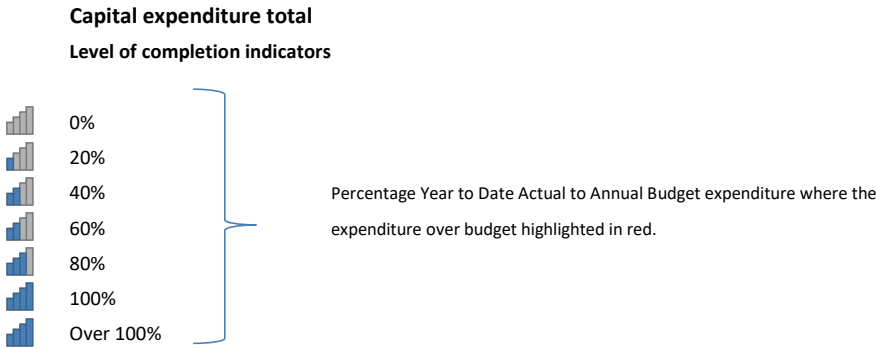 Capital expenditure total
Level of completion indicators
0%
20%
40%
60%
80%
100%
Over 100%
Percentage Year to Date Actual to Annual Budget expenditure where the
expenditure over budget highlighted in red.